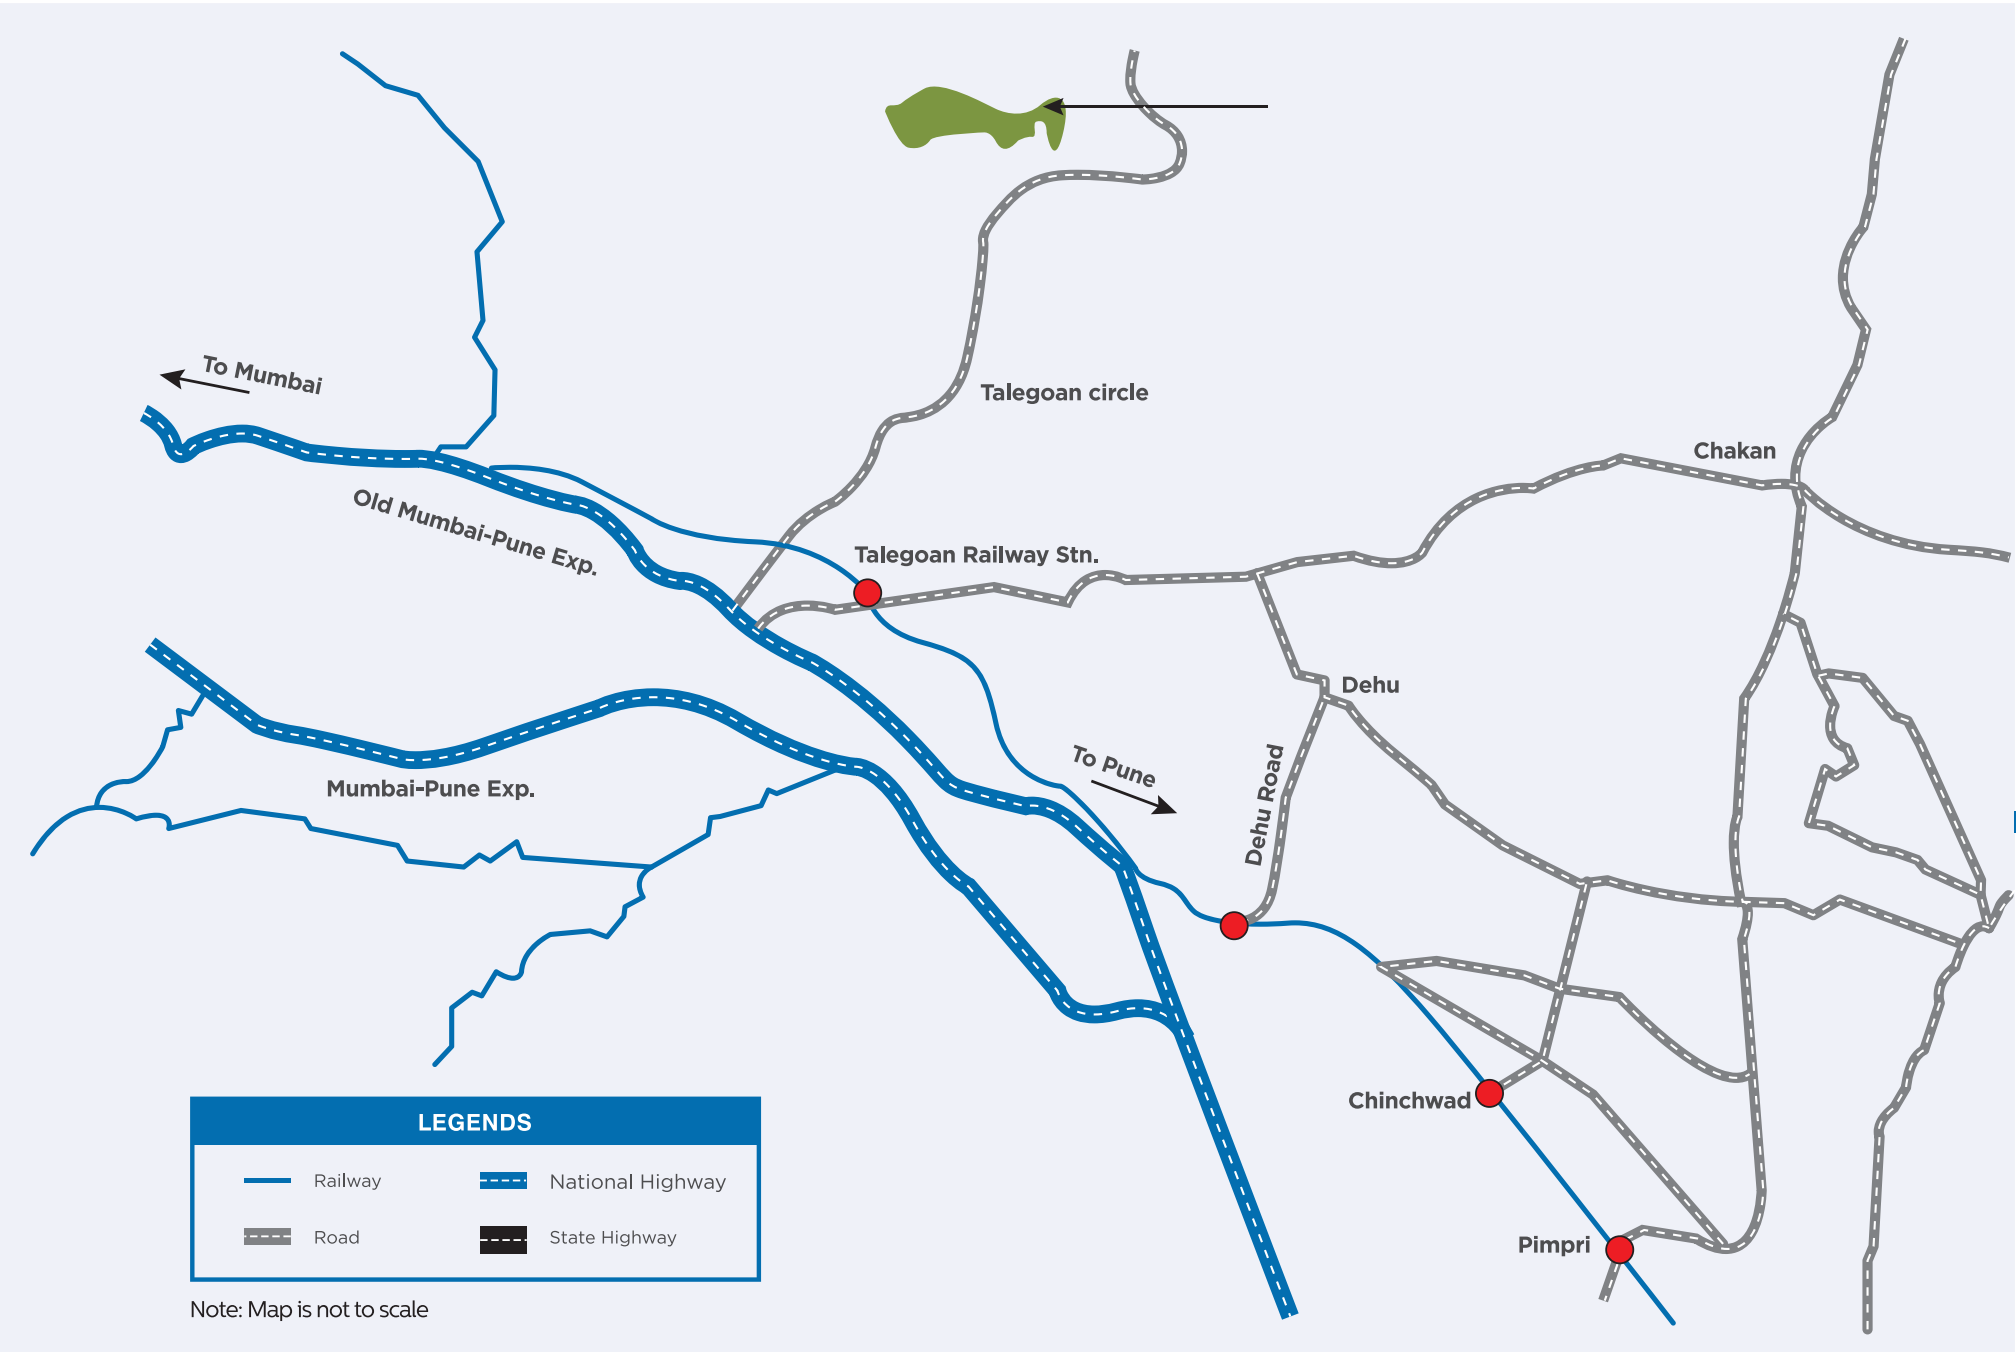 To Mumbai
Talegoan circle
Chakan
Old Mumbai-Pune Exp.
Talegoan Railway Stn.
Dehu
To Pune
Mumbai-Pune Exp.
Dehu Road
Chinchwad
LEGENDS
Railway
National Highway
Road
State Highway
Pimpri
Note: Map is not to scale